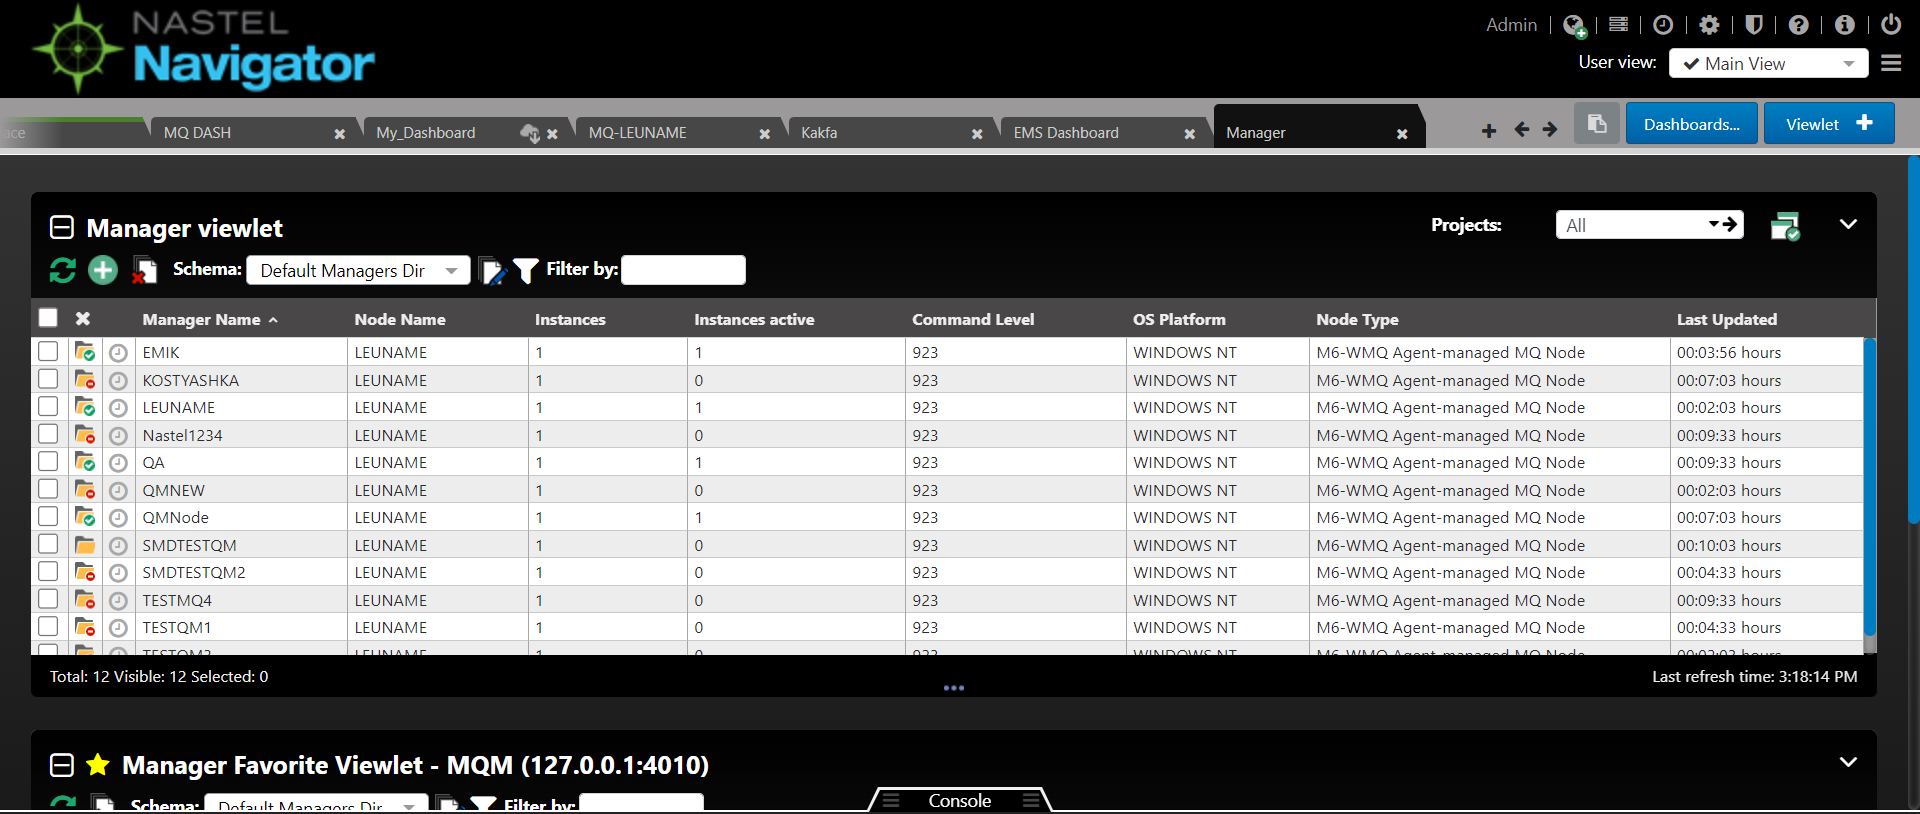 NASTEL
Navigator
Admin
User view: Main View
ace
MQ DASH
My_Dashboard
MQ-LEUNAME
Kakfa
EMS Dashboard
Manager
Dashboards...
Viewlet
Manager viewlet
Projects: All
Schema: Default Managers Dir Filter by:
Manager Name Node Name Instances Instances active Command Level OS Platform Node Type Last Updated
EMIK LEUNAME 1 1 923 WINDOWS NT M6-WMQ Agent-managed MQ Node 00:03:56 hours
KOSTYASHKA LEUNAME 1 0 923 WINDOWS NT M6-WMQ Agent-managed MQ Node 00:07:03 hours
LEUNAME LEUNAME 1 1 923 WINDOWS NT M6-WMQ Agent-managed MQ Node 00:02:03 hours
Nastel1234 LEUNAME 1 0 923 WINDOWS NT M6-WMQ Agent-managed MQ Node 00:09:33 hours
QA LEUNAME 1 1 923 WINDOWS NT M6-WMQ Agent-managed MQ Node 00:09:33 hours
QMNEW LEUNAME 1 0 923 WINDOWS NT M6-WMQ Agent-managed MQ Node 00:02:03 hours
QMNode LEUNAME 1 1 923 WINDOWS NT M6-WMQ Agent-managed MQ Node 00:07:03 hours
SMDTESTQM LEUNAME 1 0 923 WINDOWS NT M6-WMQ Agent-managed MQ Node 00:10:03 hours
SMDTESTQM2 LEUNAME 1 0 923 WINDOWS NT M6-WMQ Agent-managed MQ Node 00:04:33 hours
TESTMQ4 LEUNAME 1 0 923 WINDOWS NT M6-WMQ Agent-managed MQ Node 00:09:33 hours
TESTQM1 LEUNAME 1 0 923 WINDOWS NT M6-WMQ Agent-managed MQ Node 00:04:33 hours
LEUNAME 1 0 923 WINDOWS NT M6-WMQ Agent-managed MQ Node hours
Total: 12 Visible: 12 Selected: 0
Last refresh time: 3:18:14 PM
Manager Favorite Viewlet - MQM (127.0.0.1:4010)
Schema: Default Managers Dir Filter by:
Console